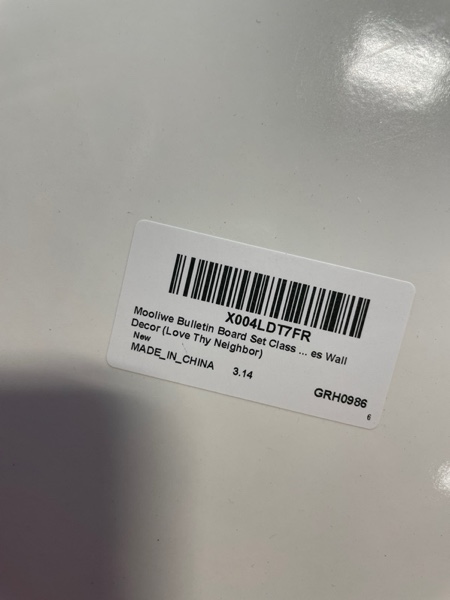 X004LDT7FR
Mooliwe Bulletin Board Set Class ... es Wall
Decor (Love Thy Neighbor)
New
MADE_IN_CHINA 3.14
GRH0986
6